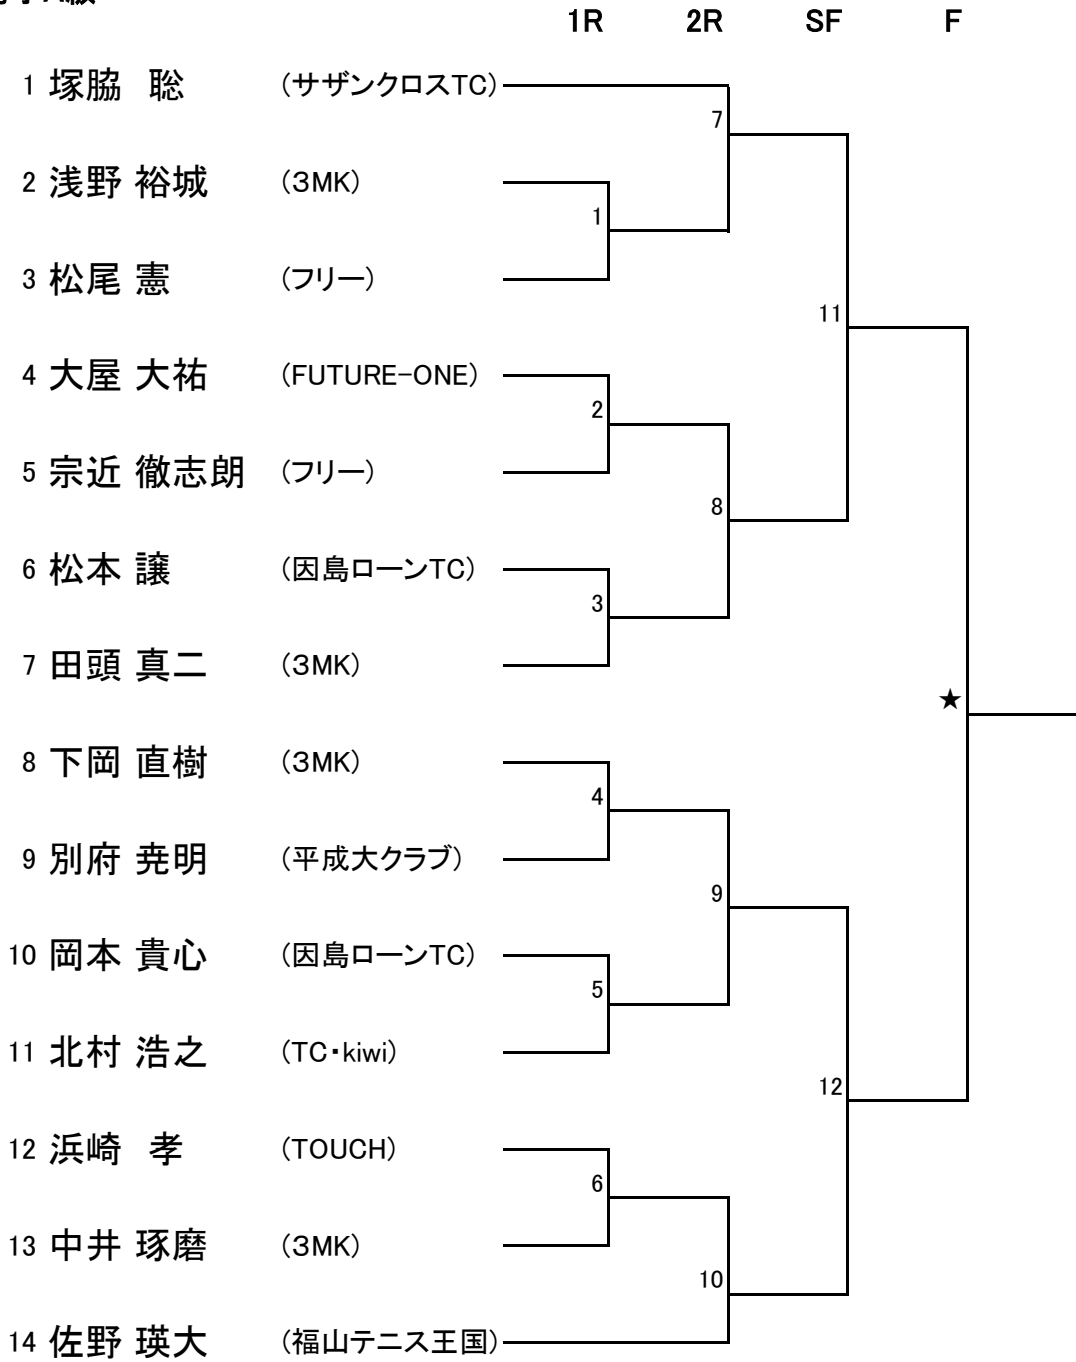 1R 2R SF F
1 塚脇 聡 (サザンクロスTC)
7
2 浅野 裕城 (3MK)
1
3 松尾 憲 (フリー)
11
4 大屋 大祐 (FUTURE-ONE)
2
5 宗近 徹志朗 (フリー)
8
6 松本 譲 (因島ローンTC)
3
7 田頭 真二 (3MK)
★
8 下岡 直樹 (3MK)
4
9 別府 尭明 (平成大クラブ)
9
10 岡本 貴心 (因島ローンTC)
5
11 北村 浩之 (TC・kiwi)
12
12 浜崎 孝 (TOUCH)
6
13 中井 琢磨 (3MK)
10
14 佐野 瑛大 (福山テニス王国)